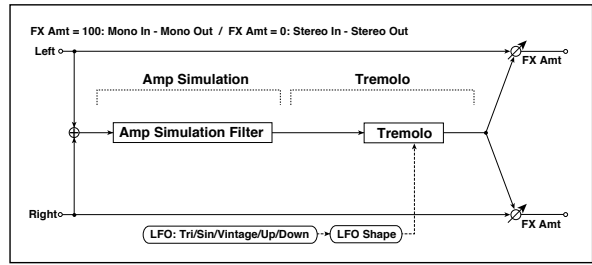 FX Amt = 100: Mono In - Mono Out / FX Amt = 0: Stereo In - Stereo Out
Left
FX Amt
Amp Simulation
Tremolo
Amp Simulation Filter
Tremolo
Right
FX Amt
LFO: Tri/Sin/Vintage/Up/Down
LFO Shape